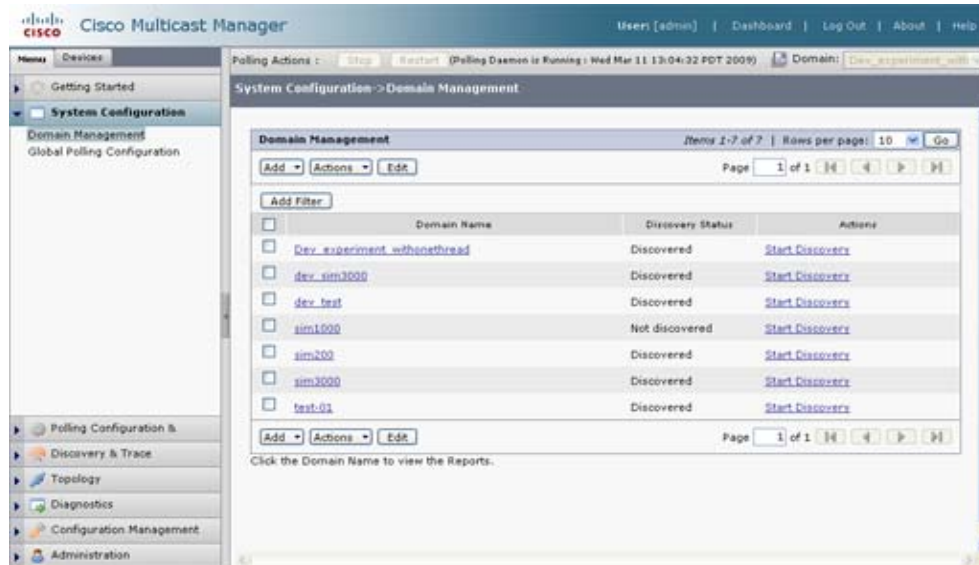 CISCO Cisco Multicast Manager User: [admin] | Dashboard | Log Out | About | Help
Menu Devices
Polling Actions : Stop Restart (Polling Daemon is Running : Wed Mar 11 13:04:32 PDT 2009) Domain: Dev_experiment_with
Getting Started
System Configuration
Domain Management
Global Polling Configuration
Polling Configuration &
Discovery & Trace
Topology
Diagnostics
Configuration Management
Administration
System Configuration->Domain Management
Domain Management Items 1-7 of 7 | Rows per page: 10 Go
Add Actions Edit Page 1 of 1
Add Filter
Domain Name Discovery Status Actions
Dev_experiment_withonethread Discovered Start Discovery
dev_sim3000 Discovered Start Discovery
dev_test Discovered Start Discovery
sim1000 Not discovered Start Discovery
sim200 Discovered Start Discovery
sim3000 Discovered Start Discovery
test-01 Discovered Start Discovery
Add Actions Edit Page 1 of 1
Click the Domain Name to view the Reports.